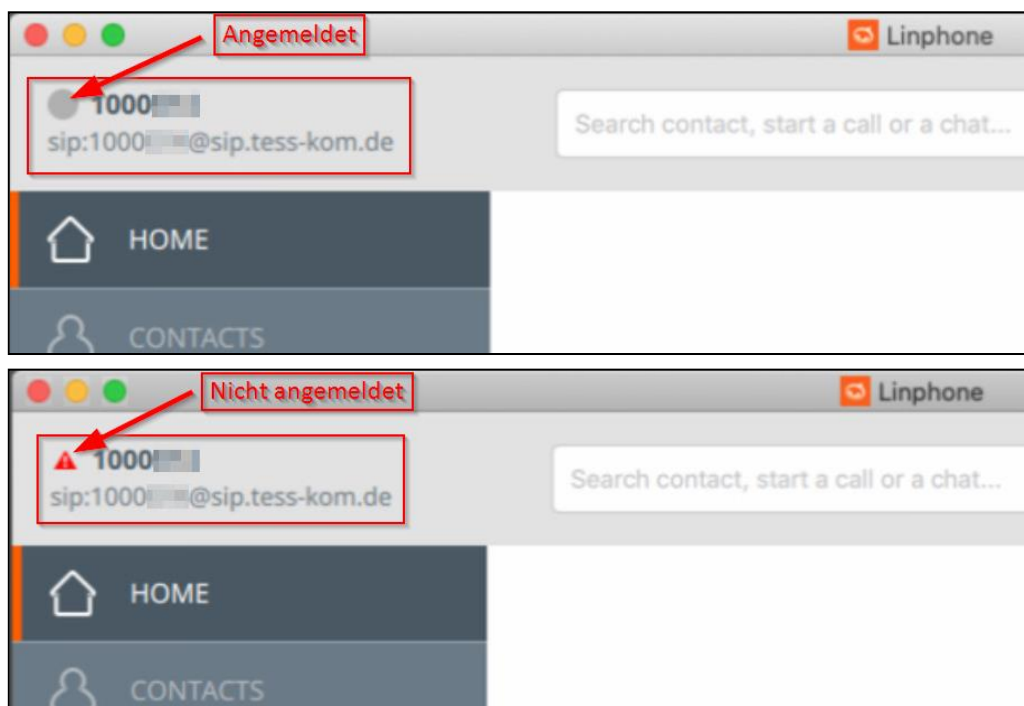 Angemeldet
Linphone
1000
sip:1000 @sip.tess-kom.de
Search contact, start a call or a chat...
HOME
CONTACTS
Nicht angemeldet
Linphone
1000
sip:1000 @sip.tess-kom.de
Search contact, start a call or a chat...
HOME
CONTACTS